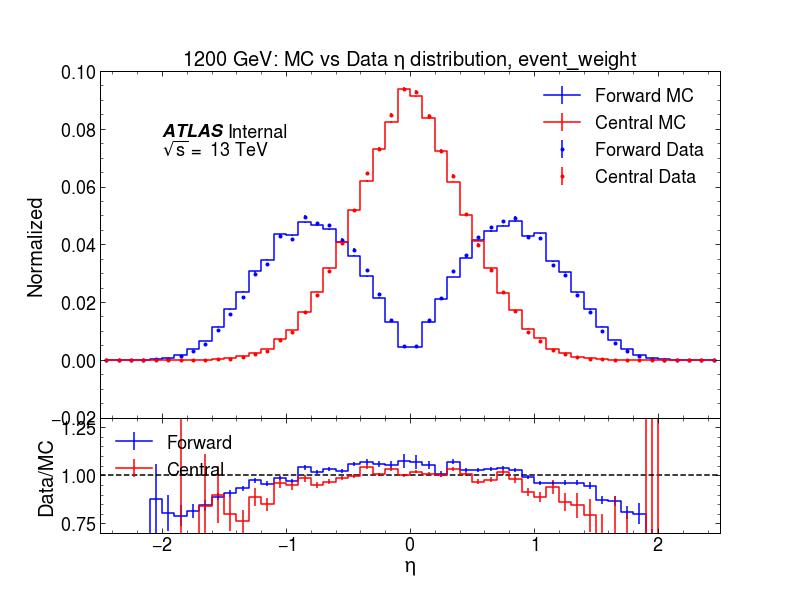 1200 GeV: MC vs Data η distribution, event_weight
0.10
0.08
0.06
0.04
0.02
0.00
−0.02
Normalized
ATLAS Internal
√s = 13 TeV
Forward MC
Central MC
Forward Data
Central Data
1.25
1.00
0.75
Data/MC
Forward
Central
−2 −1 0 1 2
η